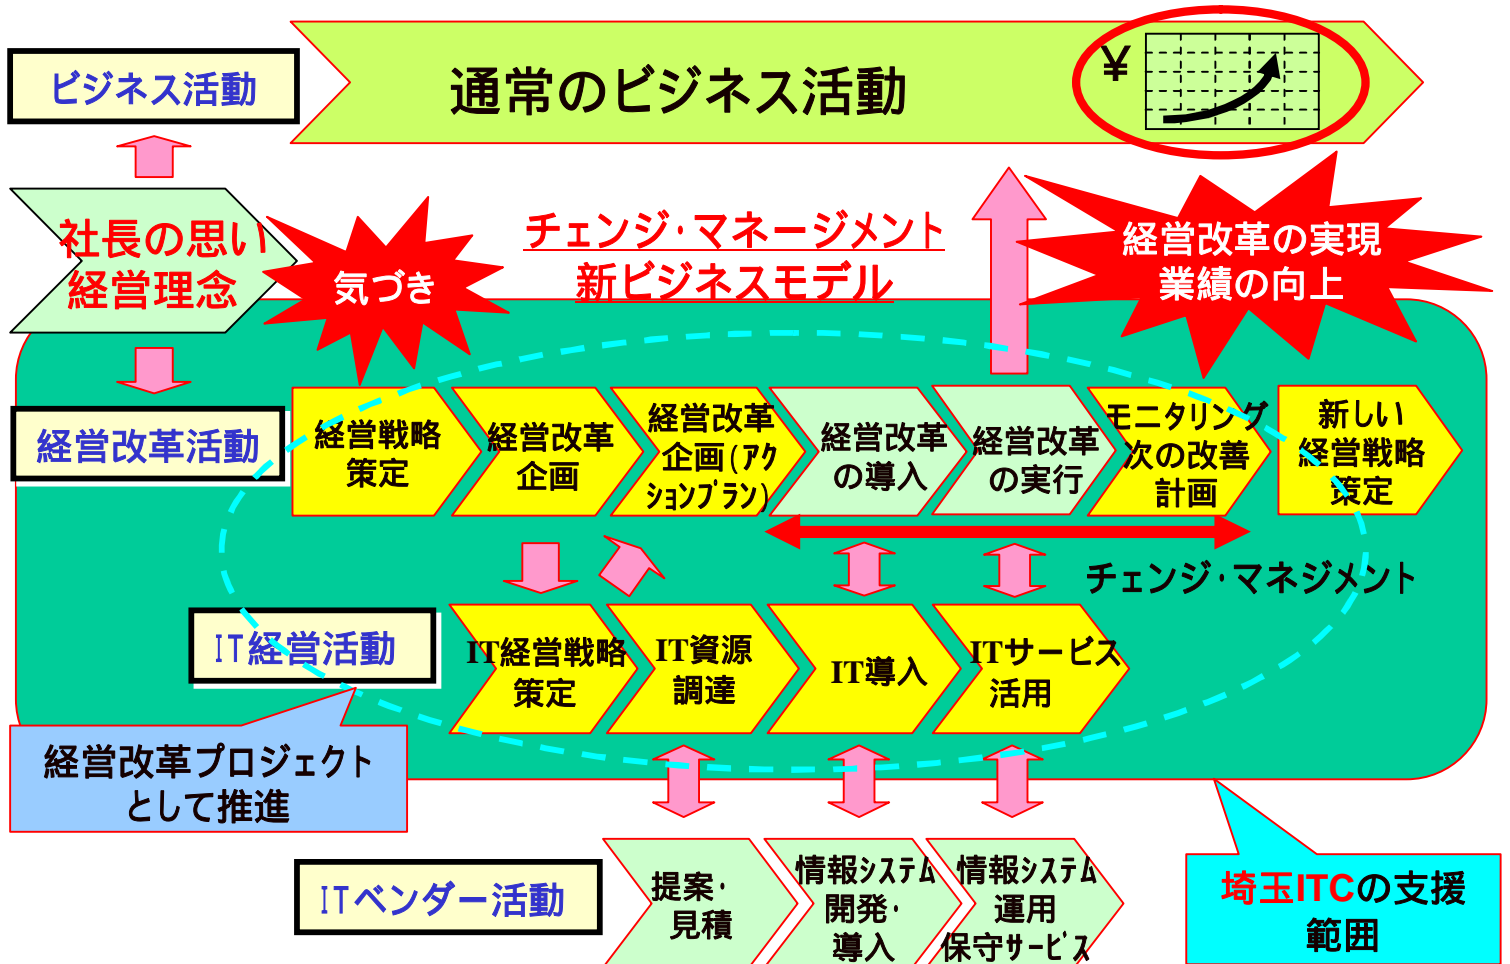 ビジネス活動
通常のビジネス活動
¥
社長の思い
経営理念
気づき
チェンジ・マネージメント
新ビジネスモデル
経営改革の実現
業績の向上
経営改革活動
経営戦略
策定
経営改革
企画
経営改革
企画(アク
ションプラン)
経営改革
の導入
経営改革
の実行
モニタリング
次の改善
計画
新しい
経営戦略
策定
チェンジ・マネジメント
IT経営活動
IT経営戦略
策定
IT資源
調達
IT導入
ITサービス
活用
経営改革プロジェクト
として推進
ITベンダー活動
提案・
見積
情報システム
開発・
導入
情報システム
運用
保守サービス
埼玉ITCの支援
範囲